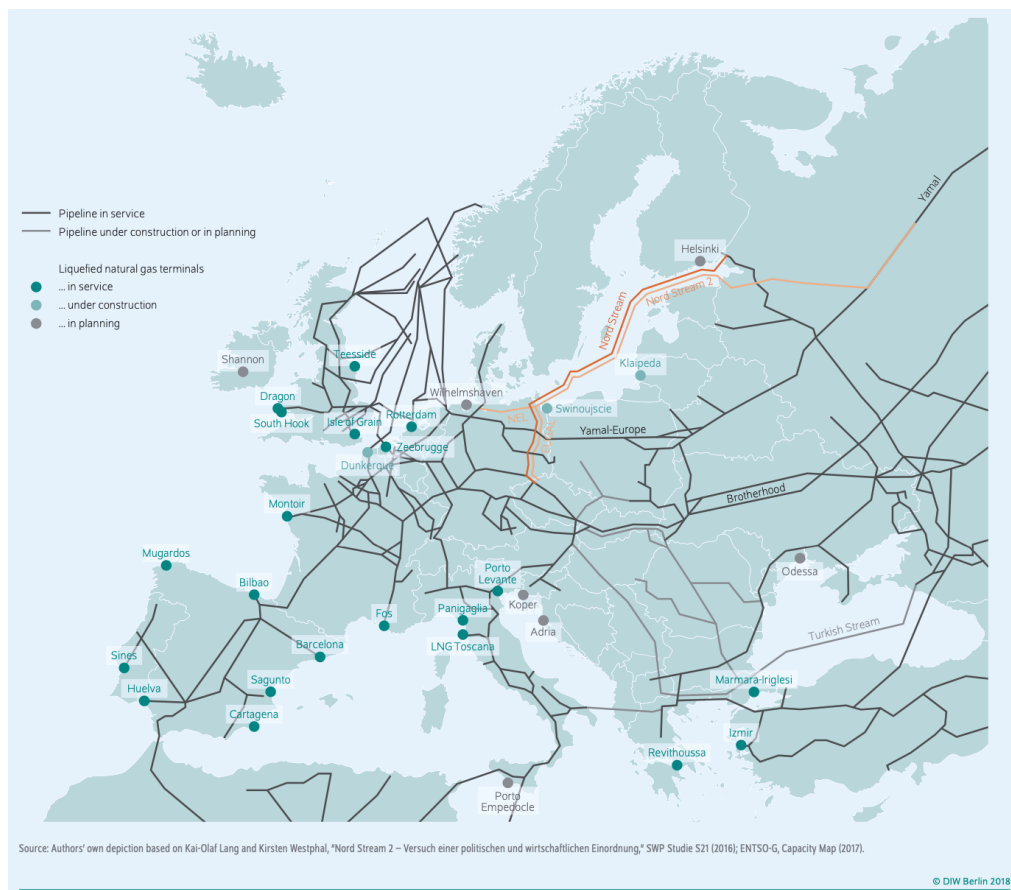 Yamal
Pipeline in service
Pipeline under construction or in planning
Liquefied natural gas terminals
... in service
... under construction
... in planning
Helsinki
Nord Stream
Nord Stream 2
Shannon
Teesside
Klaipeda
Dragon
South Hook
Isle of Grain
Rotterdam
Wilhelmshaven
NEL
Swinoujscie
Zeebrugge
Dunkerque
Yamal-Europe
Brotherhood
Montoir
Mugardos
Bilbao
Porto
Levante
Koper
Odessa
Fos
Panigaglia
Adria
Turkish Stream
Barcelona
LNG Toscana
Sines
Huelva
Sagunto
Marmara-Iriglesi
Cartagena
Izmir
Revithoussa
Porto
Empedocle
Source: Authors' own depiction based on Kai-Olaf Lang and Kirsten Westphal, "Nord Stream 2 – Versuch einer politischen und wirtschaftlichen Einordnung," SWP Studie S21 (2016); ENTSO-G, Capacity Map (2017).
© DIW Berlin 2018